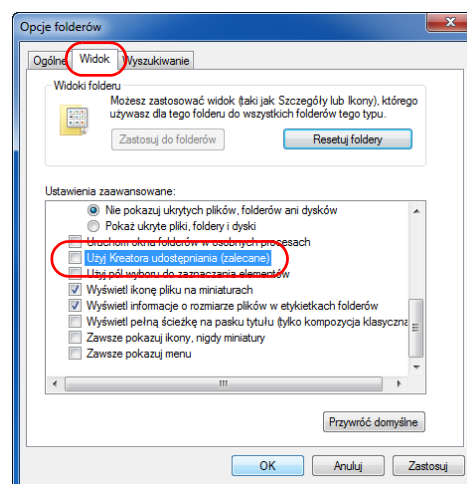 Opcje folderów
Ogólne Widok Wyszukiwanie
Widoki folderu
Możesz zastosować widok (taki jak Szczegóły lub Ikony), którego
używasz dla tego folderu do wszystkich folderów tego typu.
Zastosuj do folderów Resetuj foldery
Ustawienia zaawansowane:
Nie pokazuj ukrytych plików, folderów ani dysków
Pokaż ukryte pliki, foldery i dyski
Uruchom okna folderów w osobnych procesach
Użyj Kreatora udostępniania (zalecane)
Użyj pól wyboru do zaznaczania elementów
Wyświetl ikonę pliku na miniaturach
Wyświetl informacje o rozmiarze plików w etykietkach folderów
Wyświetl pełną ścieżkę na pasku tytułu (tylko kompozycja klasyczna
Zawsze pokazuj ikony, nigdy miniatury
Zawsze pokazuj menu
Przywróć domyślne
OK Anuluj Zastosuj